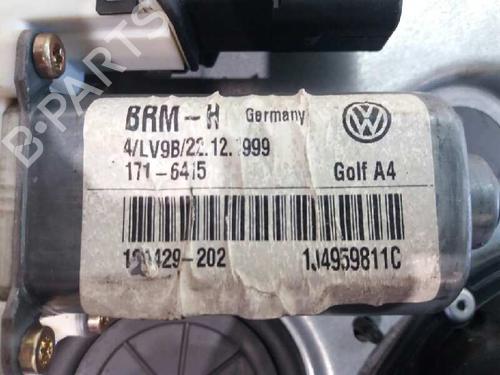 BRM-H Germany
4/LV9B/22.12.1999
171-6415 Golf A4
1J4959811C
B-PARTS